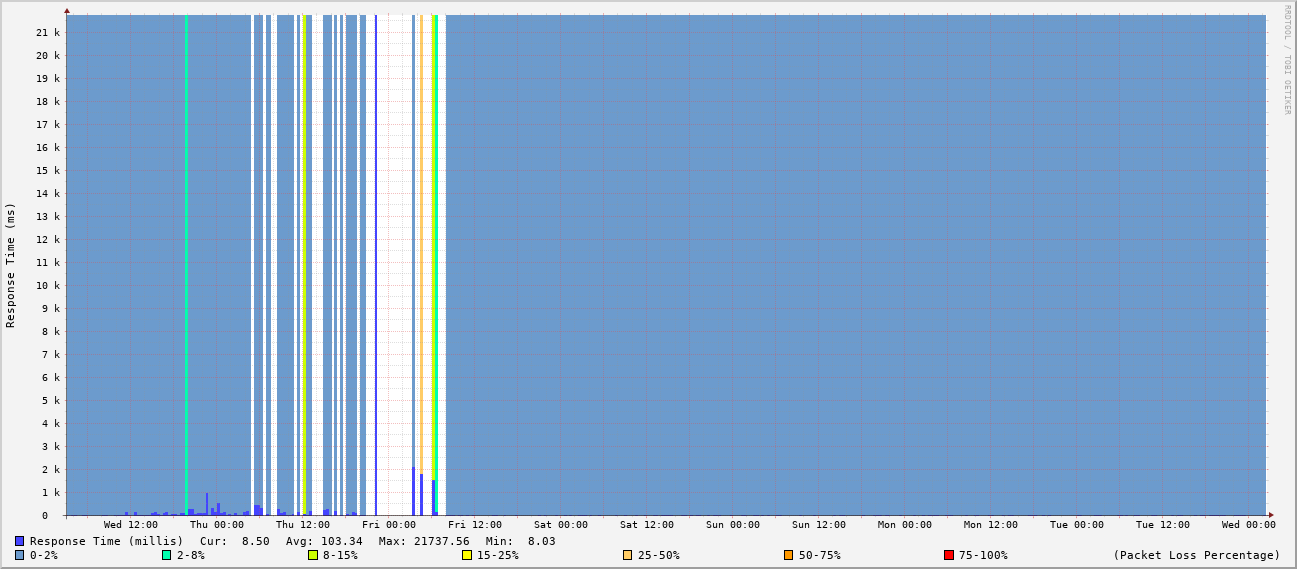 RRDTOOL / TOBI OETIKER
Response Time (ms)
21 k
20 k
19 k
18 k
17 k
16 k
15 k
14 k
13 k
12 k
11 k
10 k
9 k
8 k
7 k
6 k
5 k
4 k
3 k
2 k
1 k
0
Wed 12:00 Thu 00:00 Thu 12:00 Fri 00:00 Fri 12:00 Sat 00:00 Sat 12:00 Sun 00:00 Sun 12:00 Mon 00:00 Mon 12:00 Tue 00:00 Tue 12:00 Wed 00:00
Response Time (millis) Cur: 8.50 Avg: 103.34 Max: 21737.56 Min: 8.03
0-2% 2-8% 8-15% 15-25% 25-50% 50-75% 75-100% (Packet Loss Percentage)